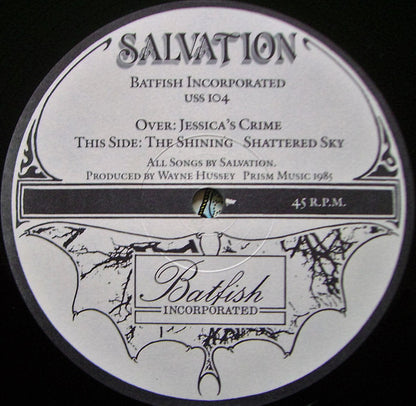 SALVATION
BATFISH INCORPORATED
USS 104
OVER: JESSICA'S CRIME
THIS SIDE: THE SHINING SHATTERED SKY
ALL SONGS BY SALVATION.
PRODUCED BY WAYNE HUSSEY PRISM MUSIC 1985
45 R.P.M.
Batfish
INCORPORATED